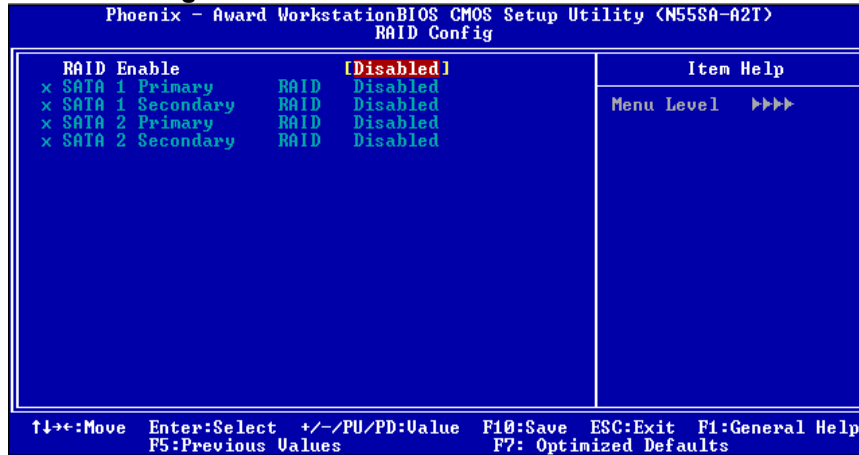 Phoenix - Award WorkstationBIOS CMOS Setup Utility (N55SA-A2T)
RAID Config
RAID Enable [Disabled]
x SATA 1 Primary RAID Disabled
x SATA 1 Secondary RAID Disabled
x SATA 2 Primary RAID Disabled
x SATA 2 Secondary RAID Disabled
Item Help
Menu Level ►►►►
↑↓→←:Move Enter:Select +/-/PU/PD:Value F10:Save ESC:Exit F1:General Help
F5:Previous Values F7: Optimized Defaults